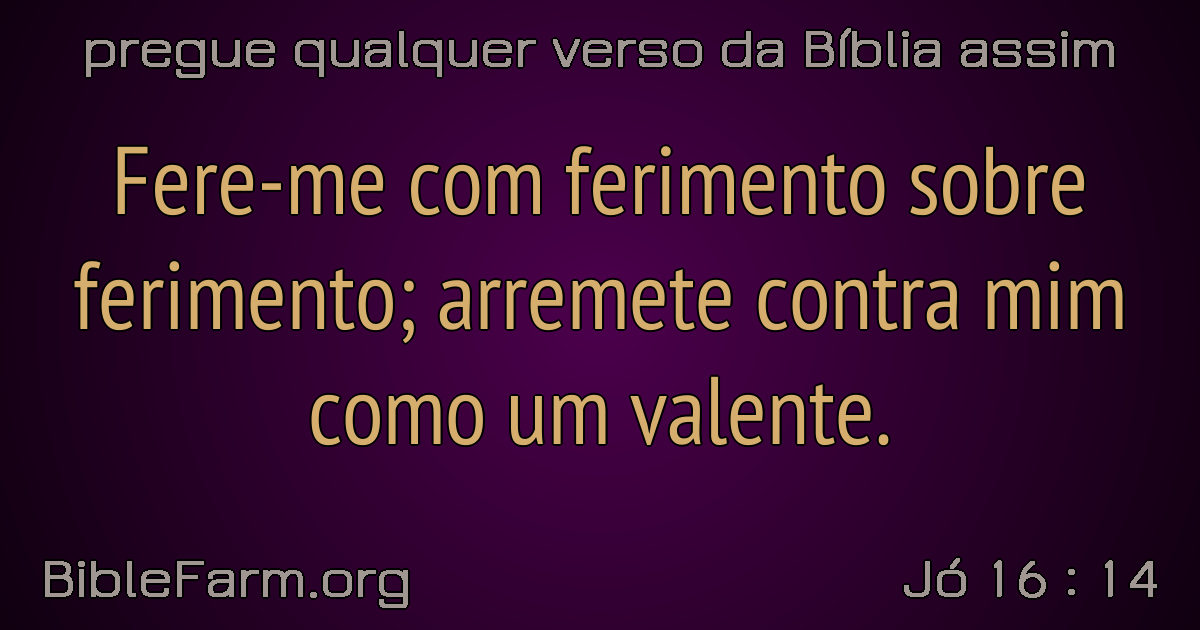 pregue qualquer verso da Bíblia assim
Fere-me com ferimento sobre
ferimento; arremete contra mim
como um valente.
BibleFarm.org
Jó 16 : 14